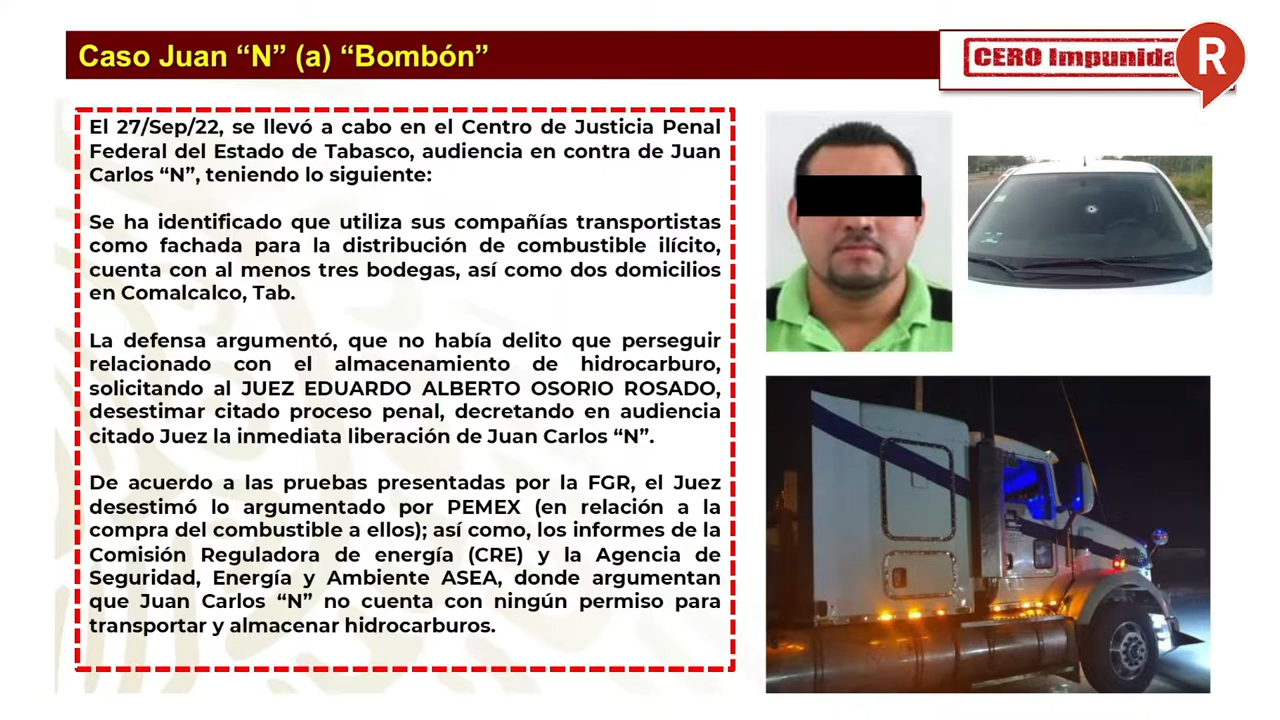 Caso Juan “N” (a) “Bombón”
CERO Impunida
R
El 27/Sep/22, se llevó a cabo en el Centro de Justicia Penal
Federal del Estado de Tabasco, audiencia en contra de Juan
Carlos “N”, teniendo lo siguiente:
Se ha identificado que utiliza sus compañías transportistas
como fachada para la distribución de combustible ilícito,
cuenta con al menos tres bodegas, así como dos domicilios
en Comalcalco, Tab.
La defensa argumentó, que no había delito que perseguir
relacionado con el almacenamiento de hidrocarburo,
solicitando al JUEZ EDUARDO ALBERTO OSORIO ROSADO,
desestimar citado proceso penal, decretando en audiencia
citado Juez la inmediata liberación de Juan Carlos “N”.
De acuerdo a las pruebas presentadas por la FGR, el Juez
desestimó lo argumentado por PEMEX (en relación a la
compra del combustible a ellos); así como, los informes de la
Comisión Reguladora de energía (CRE) y la Agencia de
Seguridad, Energía y Ambiente ASEA, donde argumentan
que Juan Carlos “N” no cuenta con ningún permiso para
transportar y almacenar hidrocarburos.